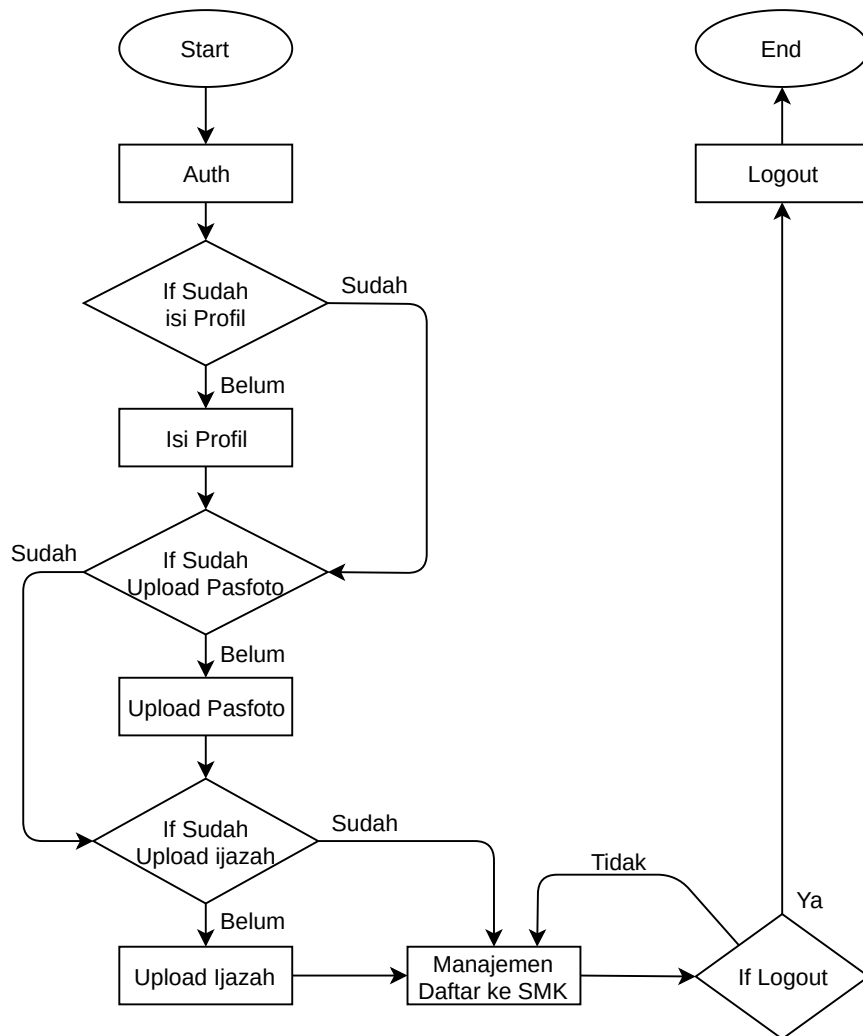 Start
End
Auth
Logout
If Sudah
isi Profil
Sudah
Belum
Isi Profil
Sudah
If Sudah
Upload Pasfoto
Belum
Upload Pasfoto
If Sudah
Upload ijazah
Sudah
Belum
Upload Ijazah
Manajemen
Daftar ke SMK
Tidak
Ya
If Logout